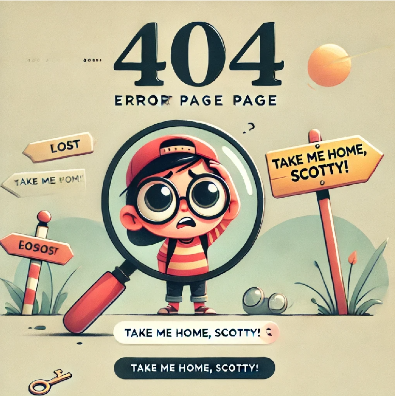 404
ERROR PAGE PAGE
?
LOST
TAKE ME HOME,
SCOTTY!
TAKE ME HOM
EOSOST
TAKE ME HOME, SCOTTY!
TAKE ME HOME, SCOTTY!